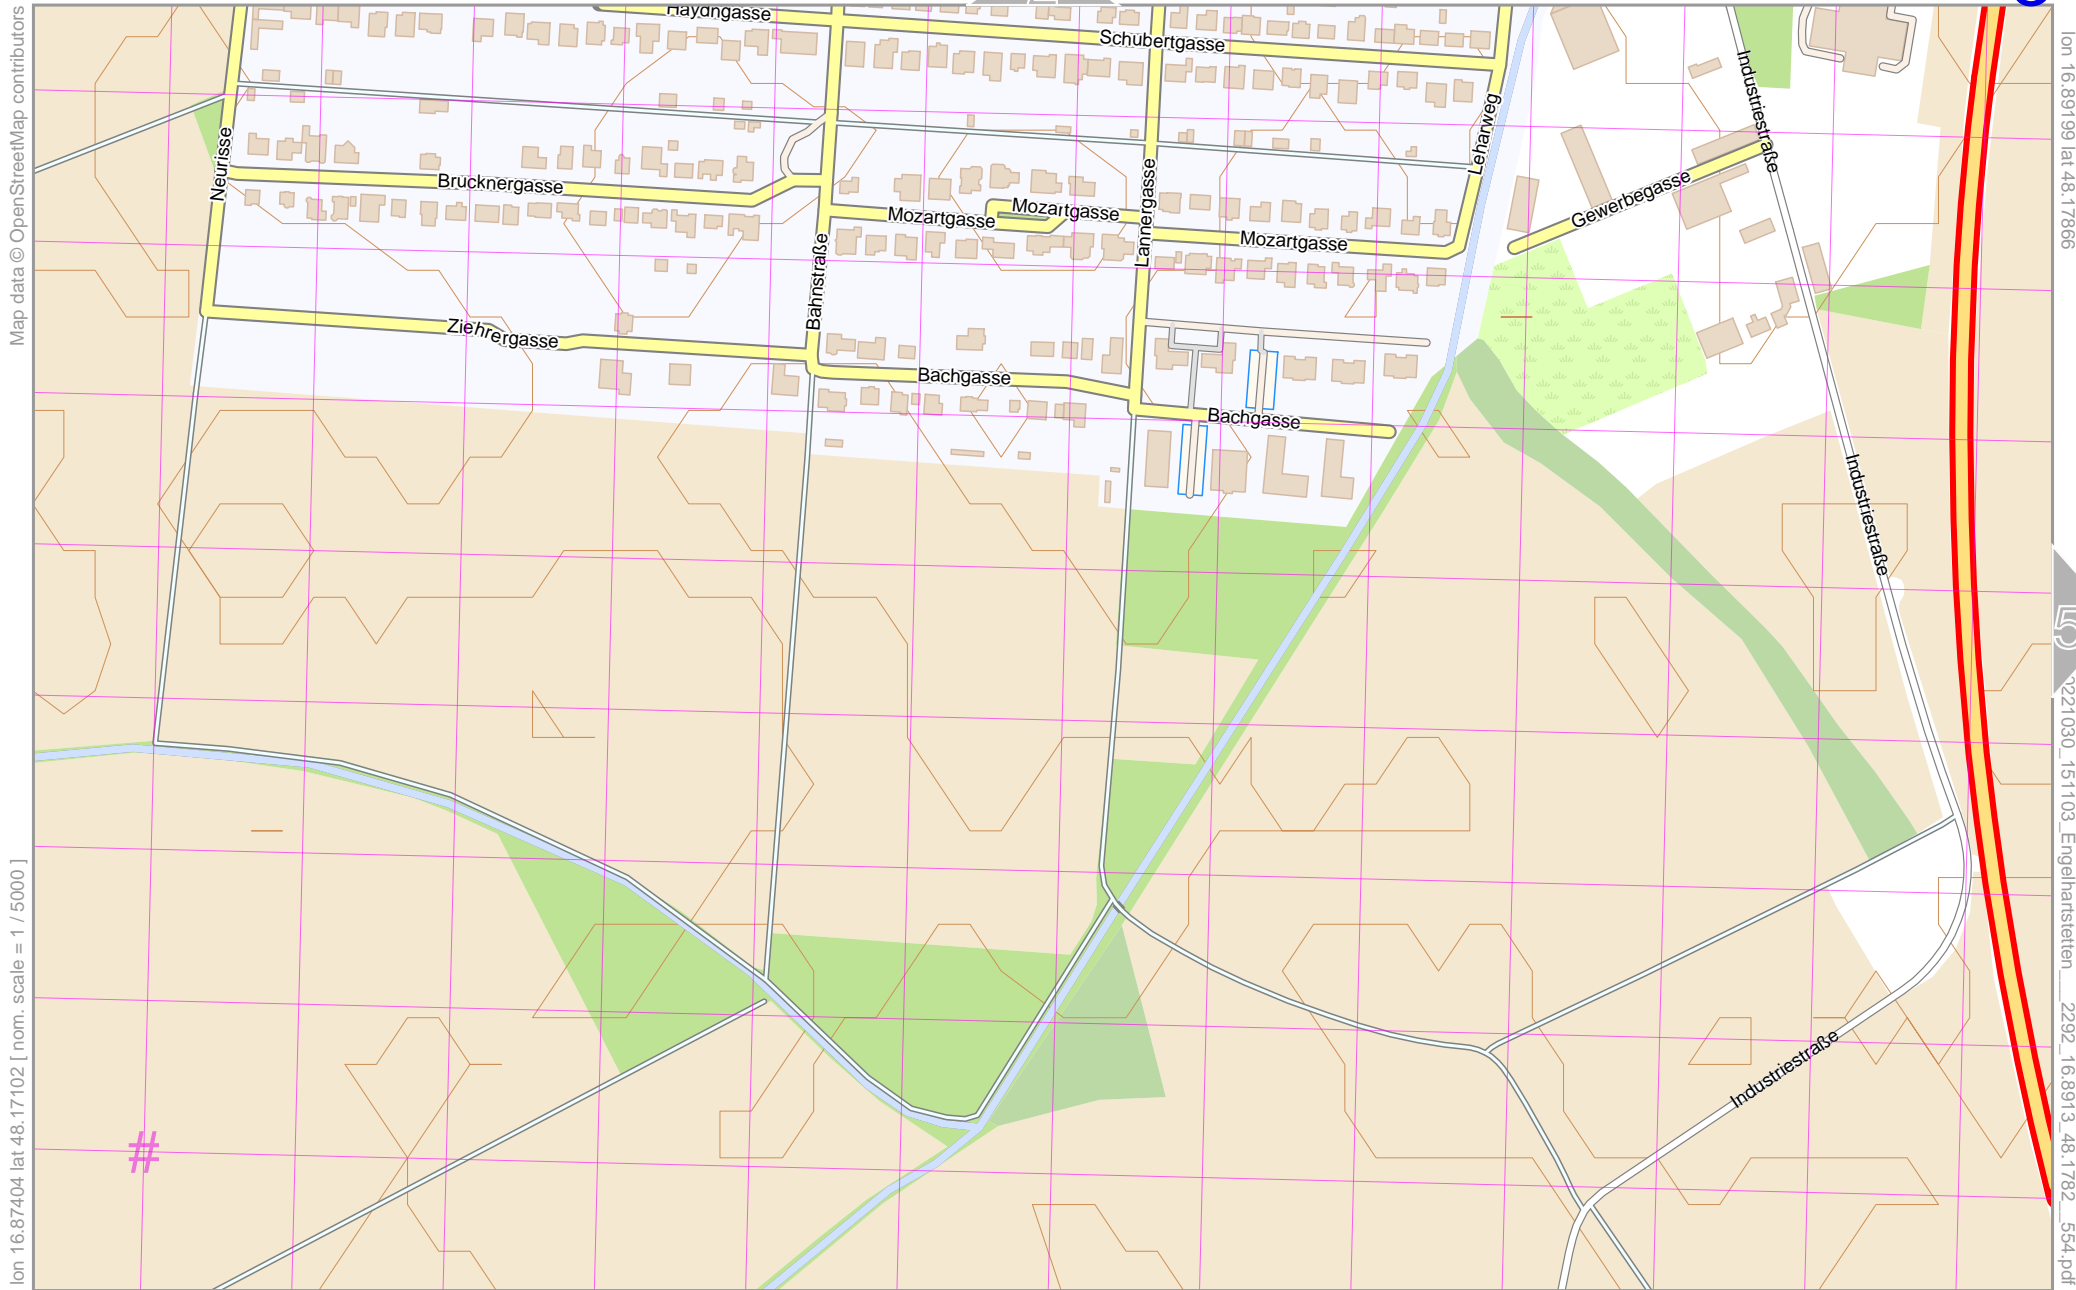 Haydngasse
Schubertgasse
Industriestraße
Leharweg
Neurisse
Brucknergasse
Lannergasse
Mozartgasse
Mozartgasse
Mozartgasse
Gewerbegasse
Bahnstraße
Ziehrergasse
Bachgasse
Bachgasse
Industriestraße
Industriestraße
#
5
Map data © OpenStreetMap contributors
lon 16.87404 lat 48.17102 [ nom. scale = 1 / 5000 ]
lon 16.89199 lat 48.17866
0221030_151103_Engelhartstetten___2292_16.8913_48.1782__554.pdf